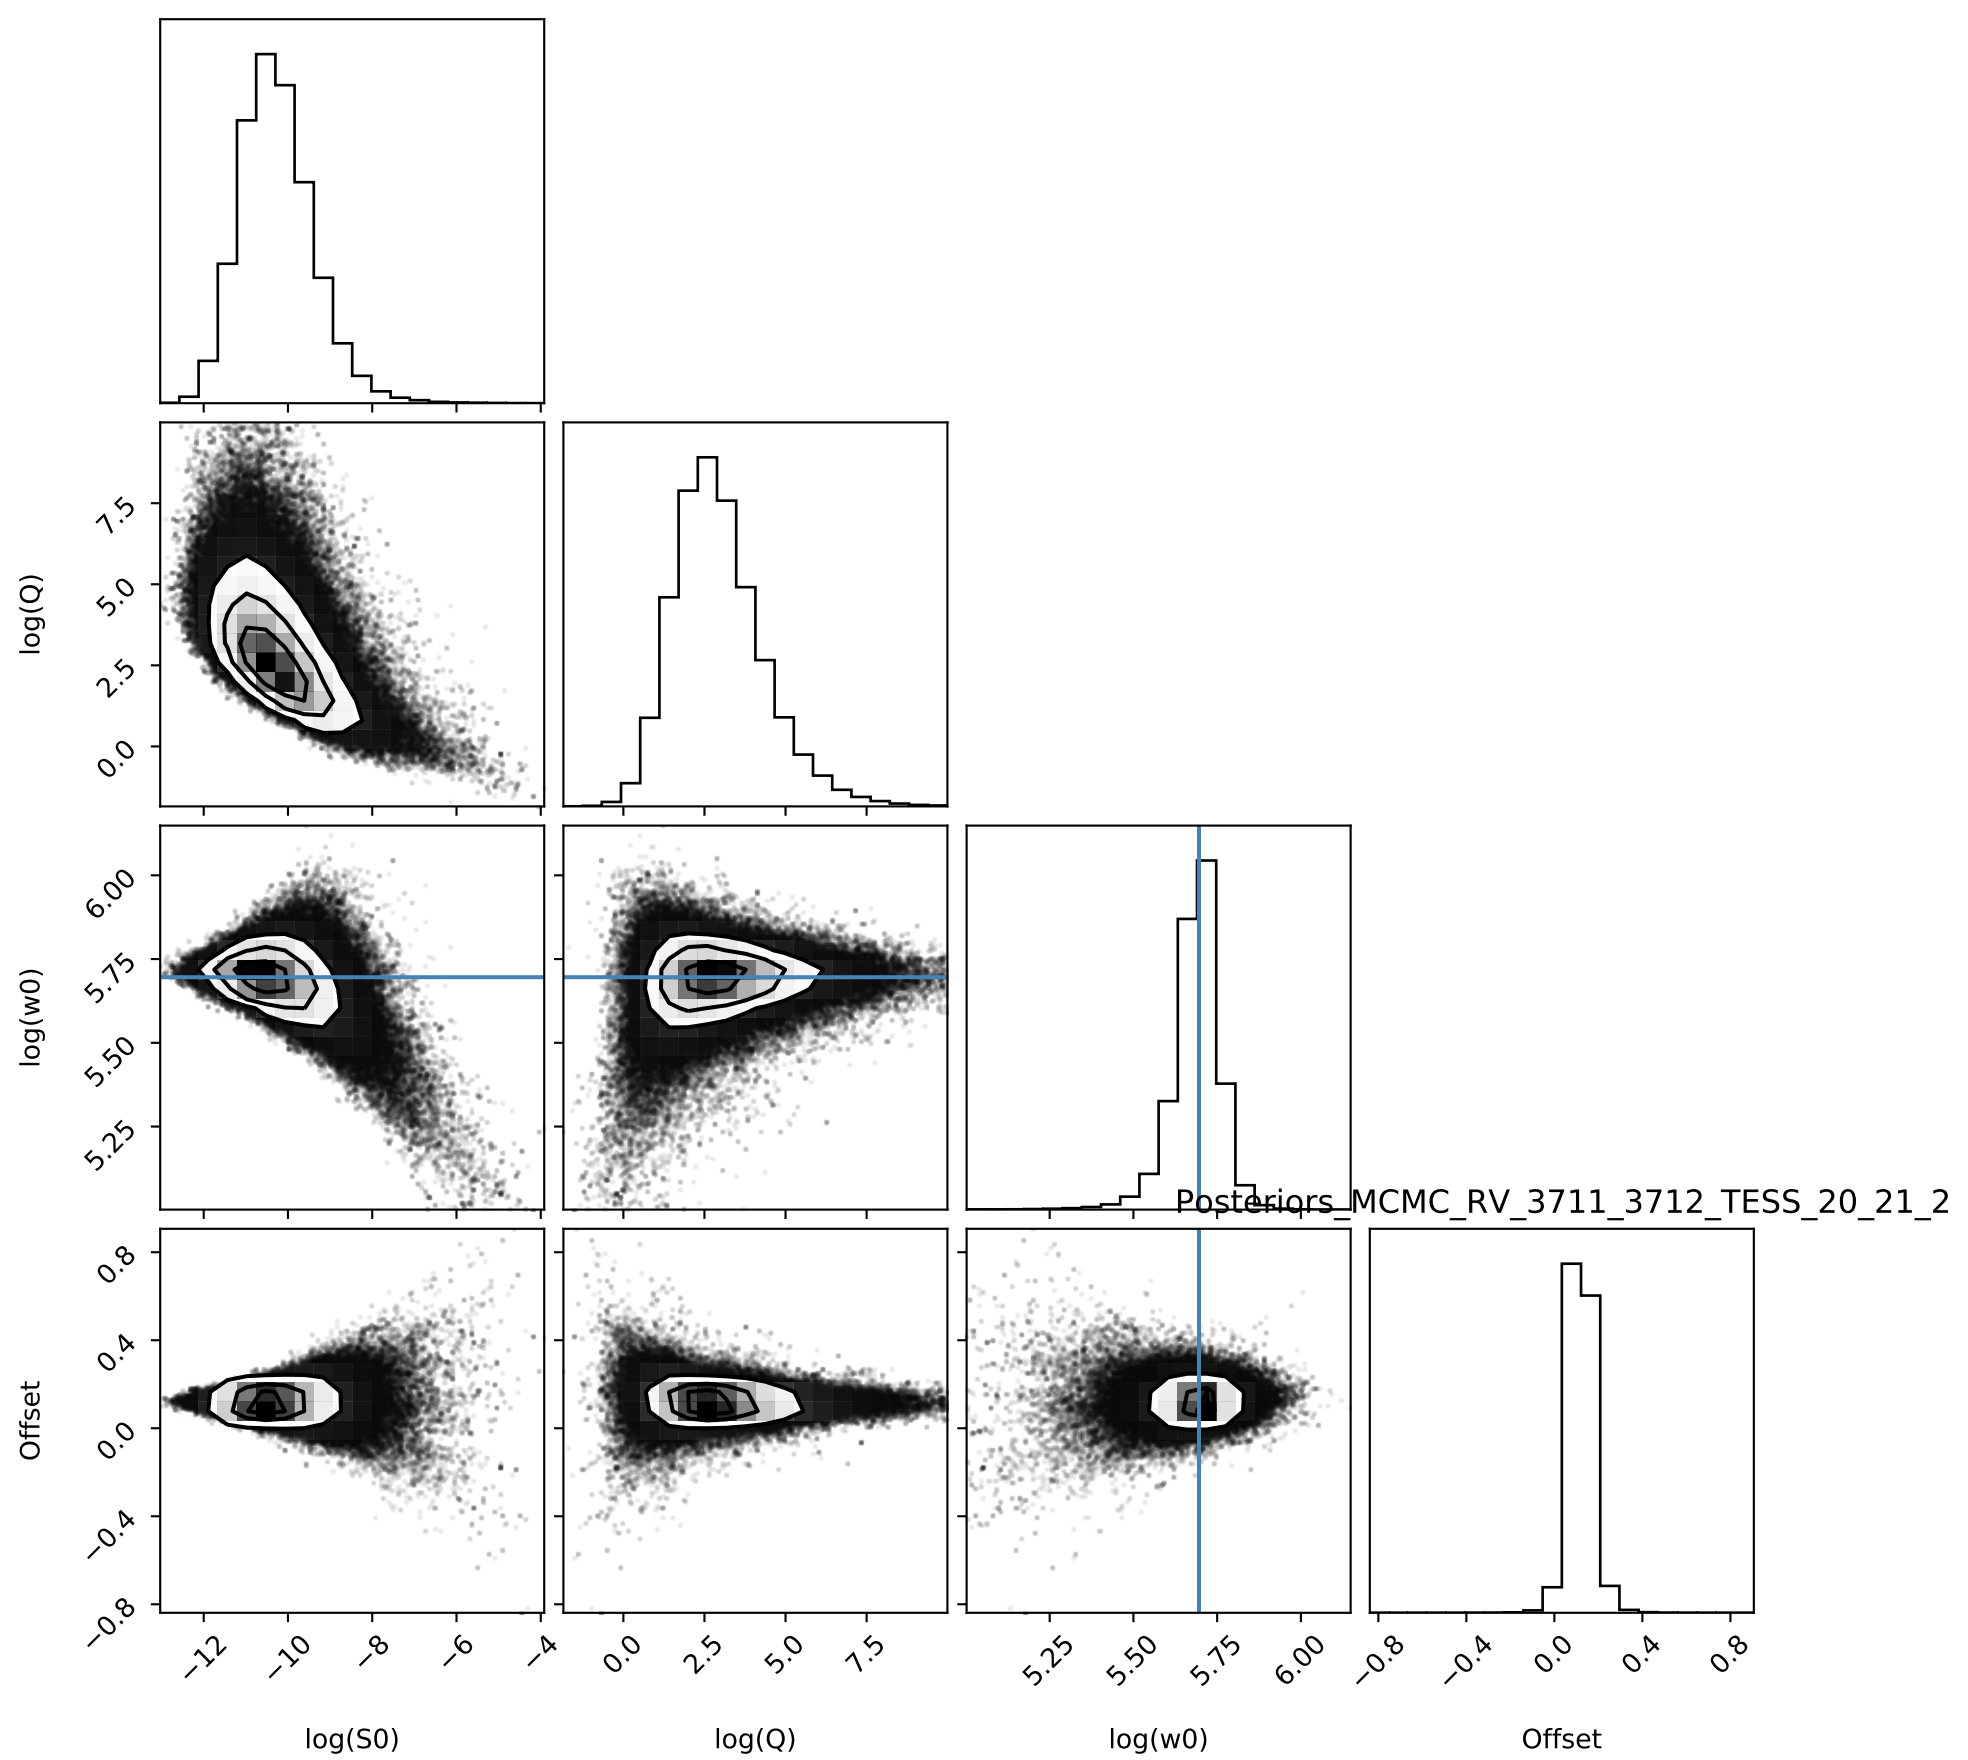 log(Q)
7.5
5.0
2.5
0.0
log(w0)
6.00
5.75
5.50
5.25
Posteriors_MCMC_RV_3711_3712_TESS_20_21_2
Offset
0.8
0.4
0.0
−0.4
−0.8
−12 −10 −8 −6 −4 0.0 2.5 5.0 7.5 5.25 5.50 5.75 6.00 −0.8 −0.4 0.0 0.4 0.8
log(S0) log(Q) log(w0) Offset